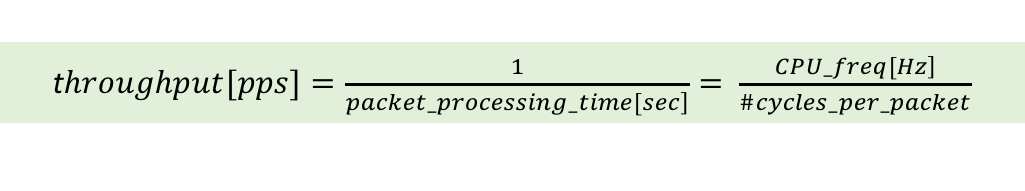 throughput[pps] = 1 / packet_processing_time[sec] = CPU_freq[Hz] / #cycles_per_packet